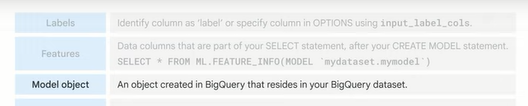 Labels
Identify column as 'label' or specify column in OPTIONS using input_label_cols.
Features
Data columns that are part of your SELECT statement, after your CREATE MODEL statement.
SELECT * FROM ML.FEATURE_INFO(MODEL `mydataset.mymodel`)
Model object
An object created in BigQuery that resides in your BigQuery dataset.